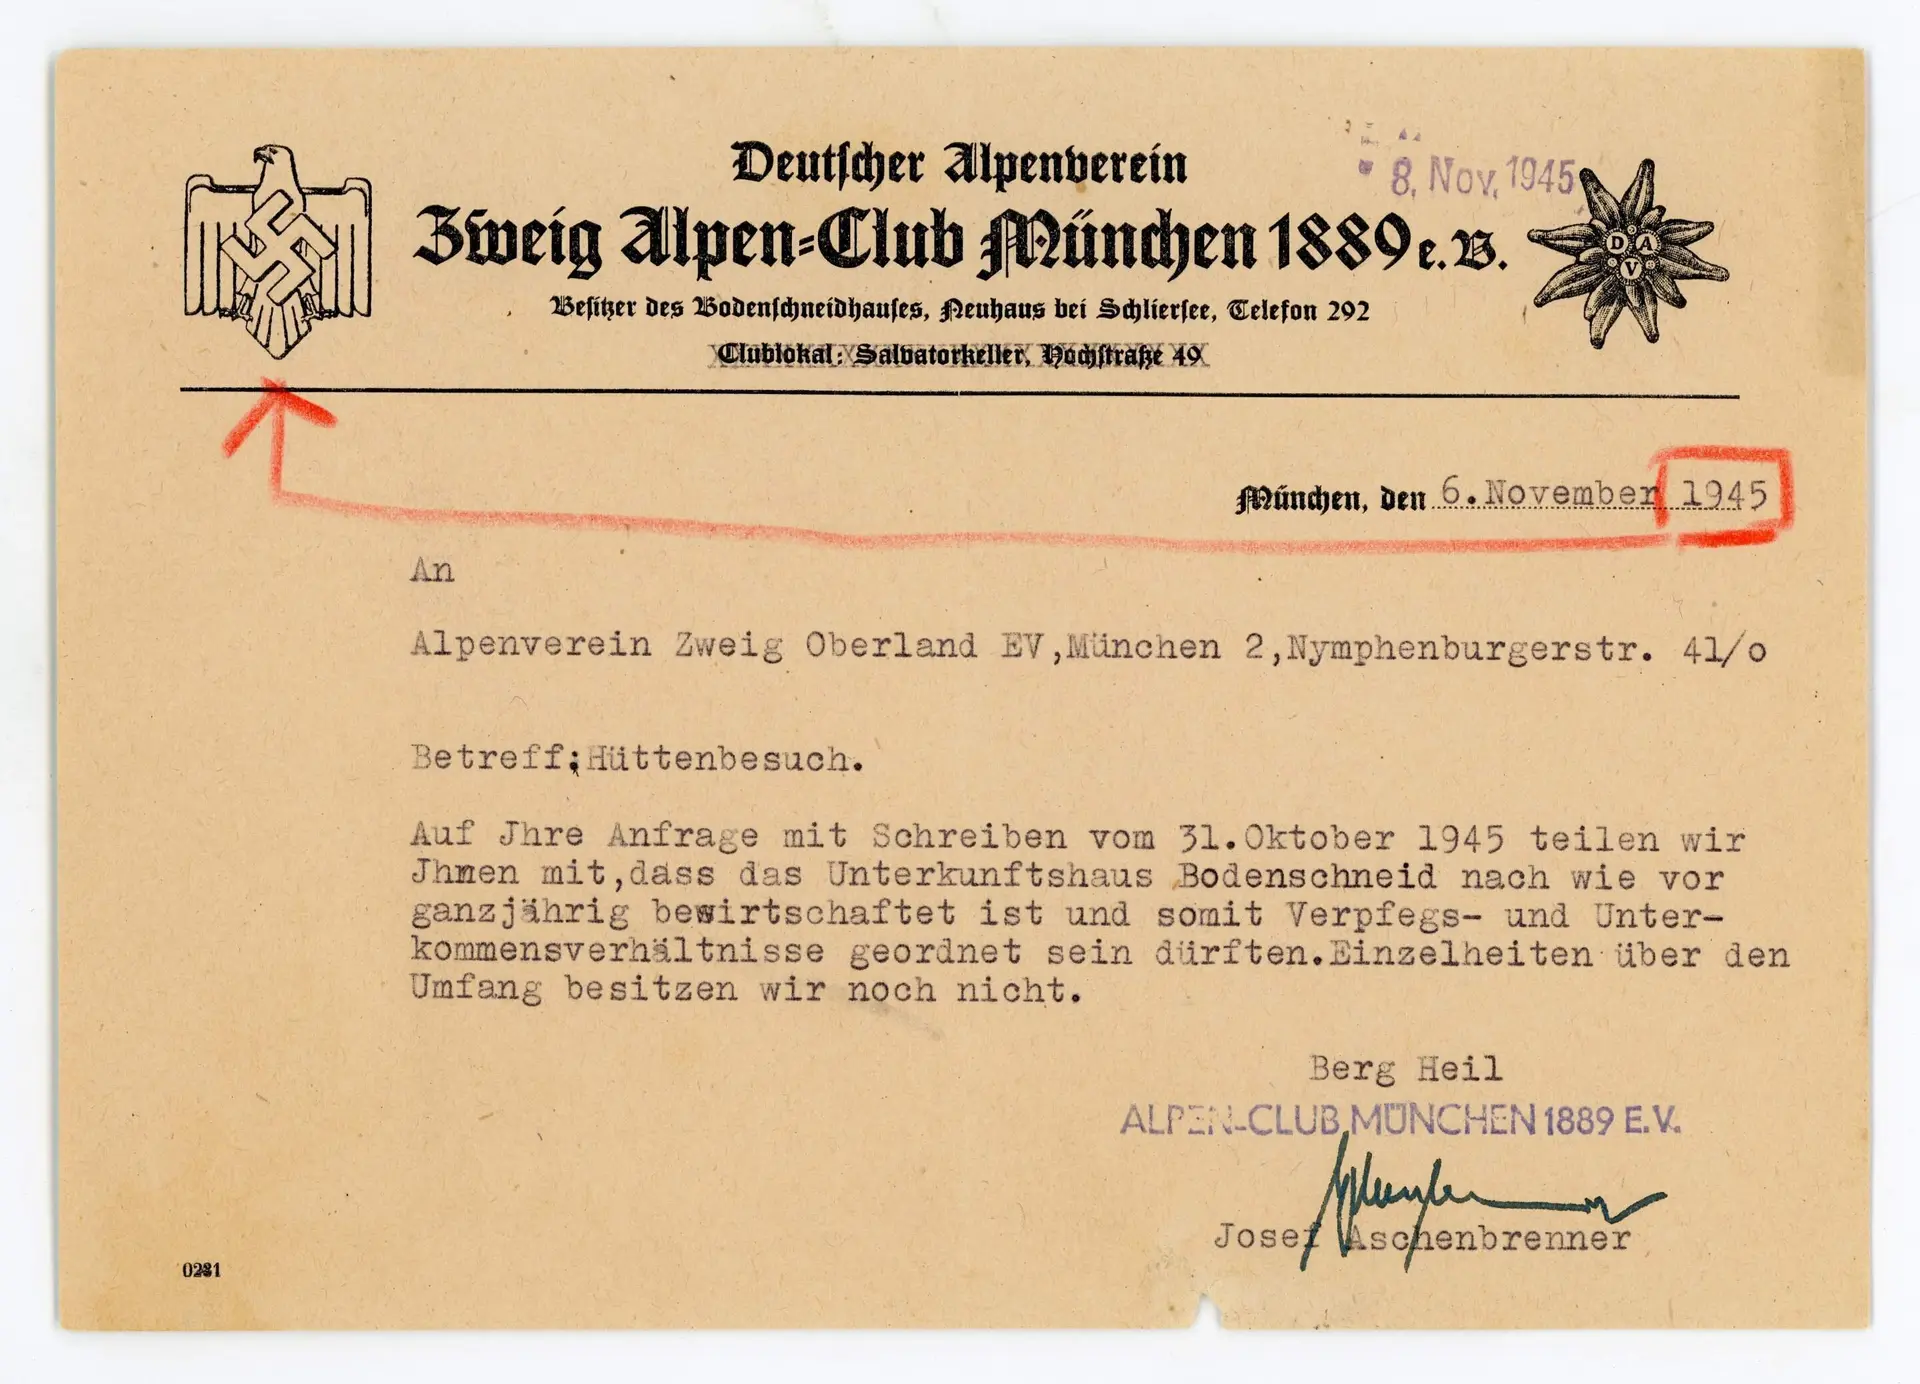 Deutscher Alpenverein
8. Nov. 1945
Zweig Alpen-Club München 1889 e. V.
D A V
Besitzer des Bodenschneidhauses, Neuhaus bei Schliersee, Telefon 292
Clublokal: Salvatorkeller, Hochstraße 49
München, den 6.November 1945
An
Alpenverein Zweig Oberland EV,München 2,Nymphenburgerstr. 41/o
Betreff:Hüttenbesuch.
Auf Jhre Anfrage mit Schreiben vom 31.Oktober 1945 teilen wir
Jhnen mit,dass das Unterkunftshaus Bodenschneid nach wie vor
ganzjährig bewirtschaftet ist und somit Verpfegs- und Unter-
kommensverhältnisse geordnet sein dürften.Einzelheiten über den
Umfang besitzen wir noch nicht.
Berg Heil
ALPEN-CLUB MÜNCHEN 1889 E.V.
Josef Aschenbrenner